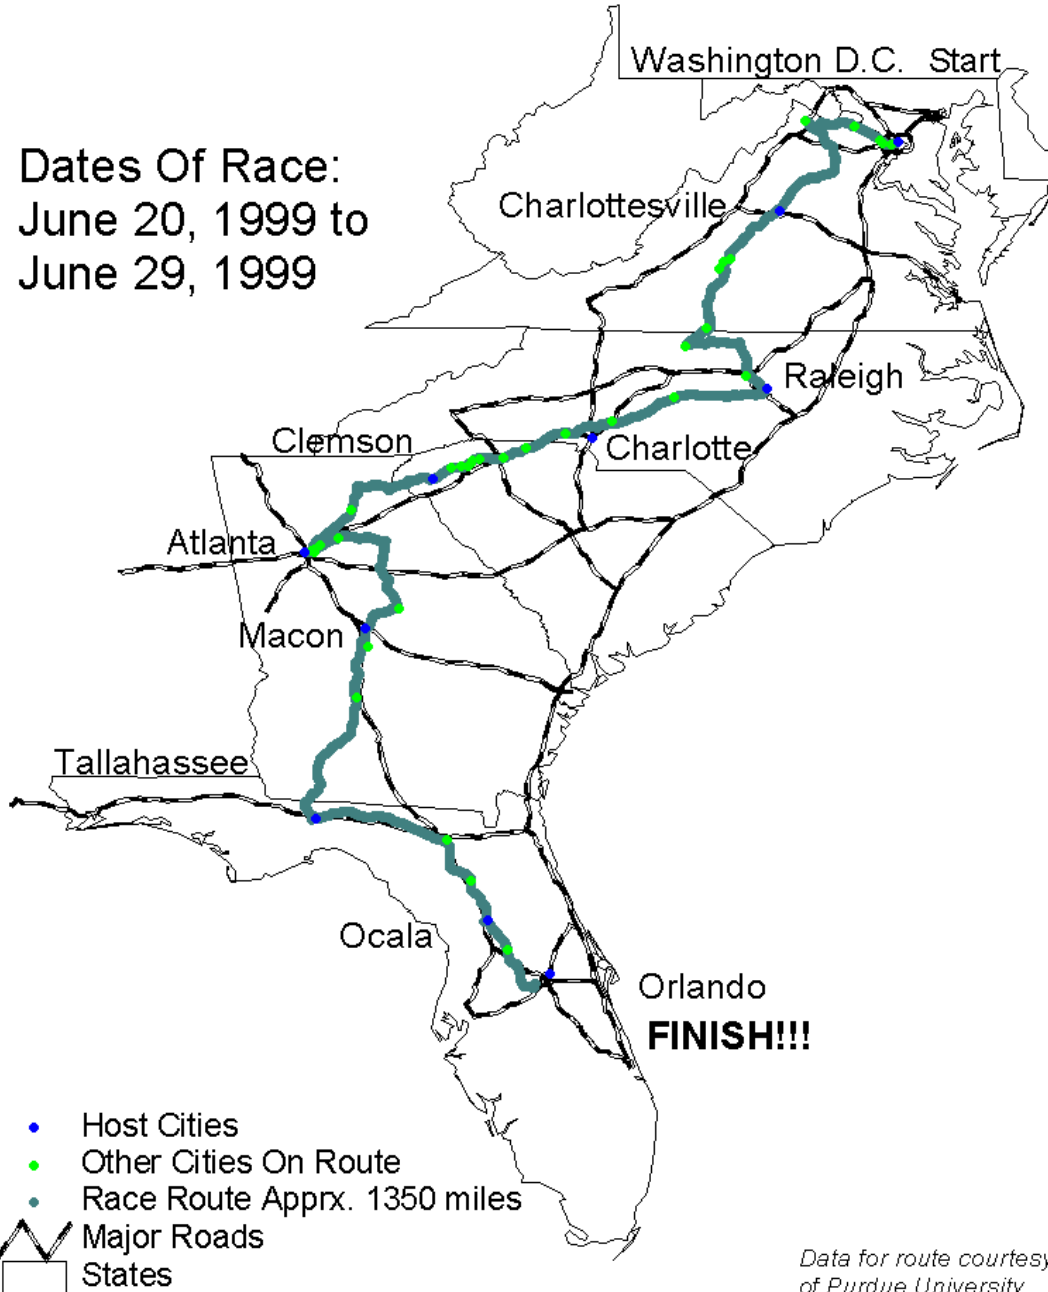 Washington D.C. Start
Dates Of Race:
June 20, 1999 to
June 29, 1999
Charlottesville
Raleigh
Clemson
Charlotte
Atlanta
Macon
Tallahassee
Ocala
Orlando
FINISH!!!
Host Cities
Other Cities On Route
Race Route Apprx. 1350 miles
Major Roads
States
Data for route courtesy
of Purdue University